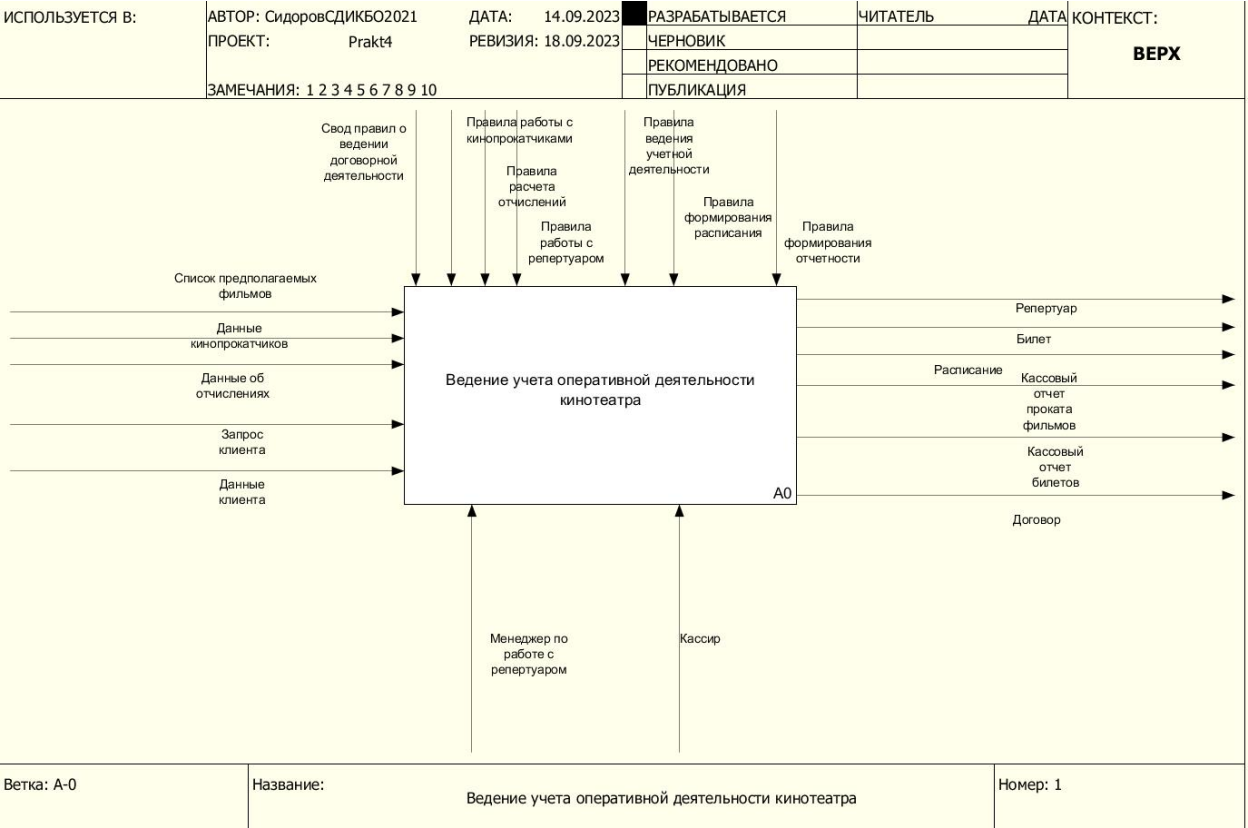 ИСПОЛЬЗУЕТСЯ В:
АВТОР: СидоровСДИКБО2021
ДАТА: 14.09.2023
РАЗРАБАТЫВАЕТСЯ
ЧИТАТЕЛЬ
ДАТА
КОНТЕКСТ:
ПРОЕКТ: Prakt4
РЕВИЗИЯ: 18.09.2023
ЧЕРНОВИК
ВЕРХ
РЕКОМЕНДОВАНО
ЗАМЕЧАНИЯ: 1 2 3 4 5 6 7 8 9 10
ПУБЛИКАЦИЯ
Свод правил о
ведении
договорной
деятельности
Правила работы с
кинопрокатчиками
Правила
расчета
отчислений
Правила
работы с
репертуаром
Правила
ведения
учетной
деятельности
Правила
формирования
расписания
Правила
формирования
отчетности
Список предполагаемых
фильмов
Данные
кинопрокатчиков
Данные об
отчислениях
Запрос
клиента
Данные
клиента
Ведение учета оперативной деятельности
кинотеатра
A0
Репертуар
Билет
Расписание
Кассовый
отчет
проката
фильмов
Кассовый
отчет
билетов
Договор
Менеджер по
работе с
репертуаром
Кассир
Ветка: A-0
Название:
Ведение учета оперативной деятельности кинотеатра
Номер: 1